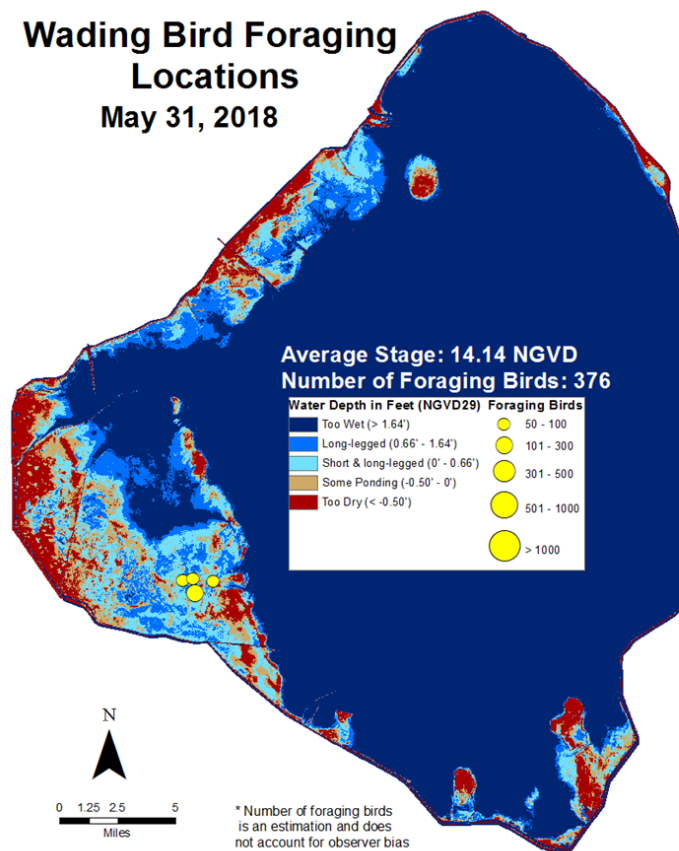 Wading Bird Foraging
Locations
May 31, 2018
Average Stage: 14.14 NGVD
Number of Foraging Birds: 376
Water Depth in Feet (NGVD29) Foraging Birds
Too Wet (> 1.64')
Long-legged (0.66' - 1.64')
Short & long-legged (0' - 0.66')
Some Ponding (-0.50' - 0')
Too Dry (< -0.50')
50 - 100
101 - 300
301 - 500
501 - 1000
> 1000
N
0 1.25 2.5 5
Miles
* Number of foraging birds
is an estimation and does
not account for observer bias